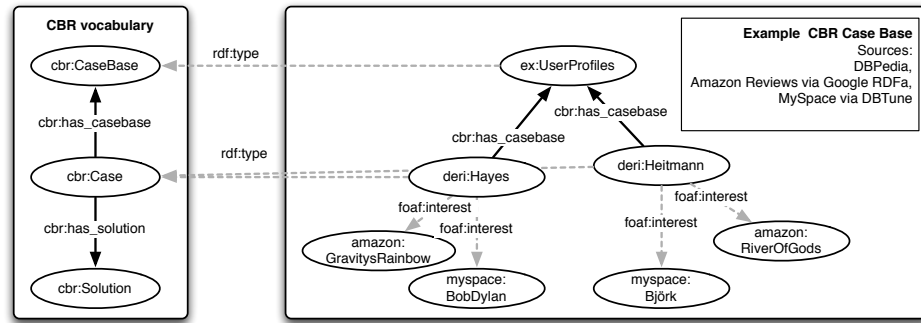 CBR vocabulary
cbr:CaseBase
cbr:has_casebase
cbr:Case
cbr:has_solution
cbr:Solution
rdf:type
rdf:type
Example CBR Case Base
Sources:
DBPedia,
Amazon Reviews via Google RDFa,
MySpace via DBTune
ex:UserProfiles
cbr:has_casebase
cbr:has_casebase
deri:Hayes
deri:Heitmann
foaf:interest
foaf:interest
foaf:interest
foaf:interest
amazon:
GravitysRainbow
myspace:
BobDylan
myspace:
Björk
amazon:
RiverOfGods